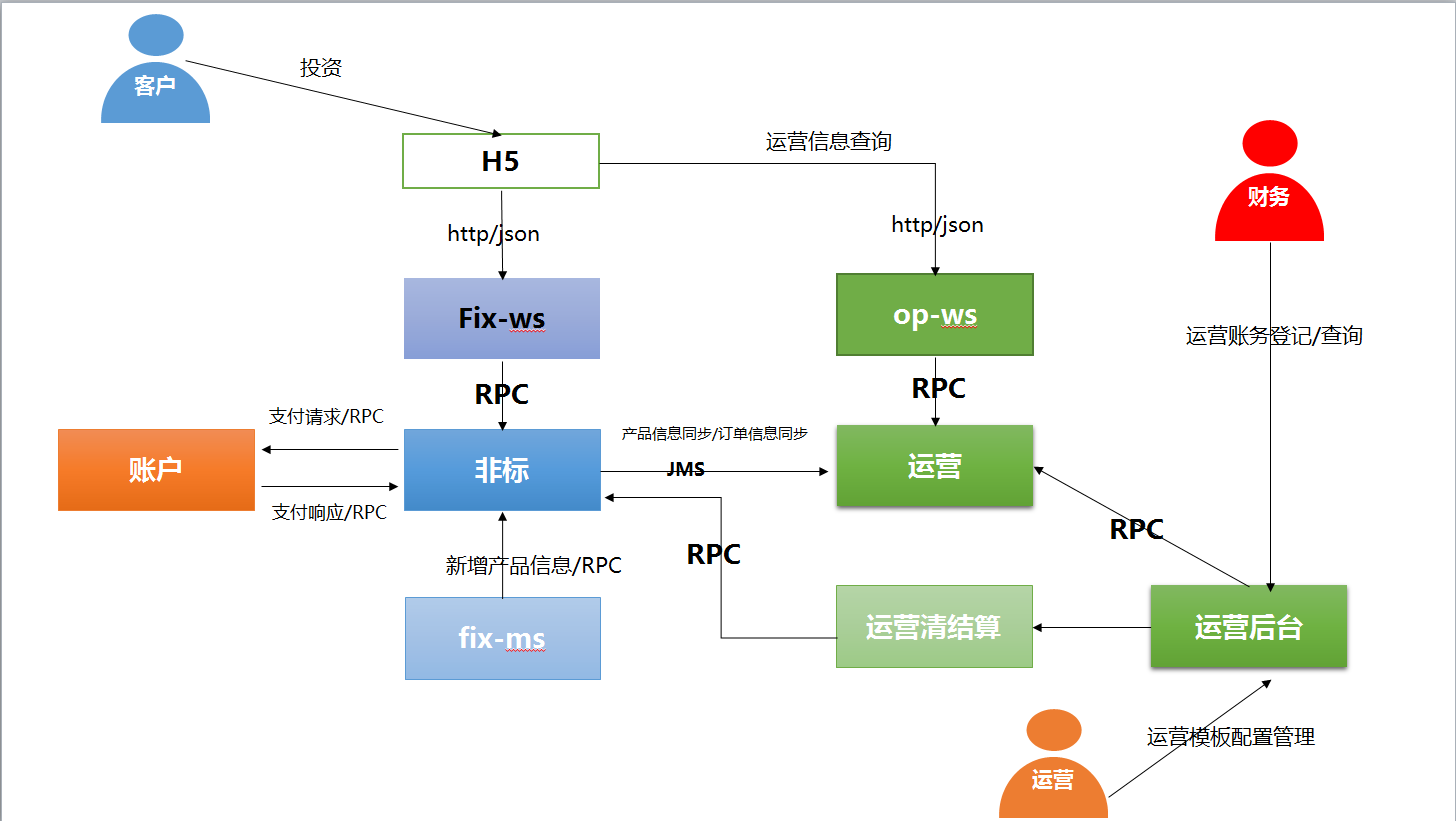 客户
投资
H5
运营信息查询
财务
http/json
http/json
Fix-ws
op-ws
运营账务登记/查询
RPC
RPC
支付请求/RPC
产品信息同步/订单信息同步
账户
非标
JMS
运营
支付响应/RPC
RPC
RPC
新增产品信息/RPC
fix-ms
运营清结算
运营后台
运营模板配置管理
运营